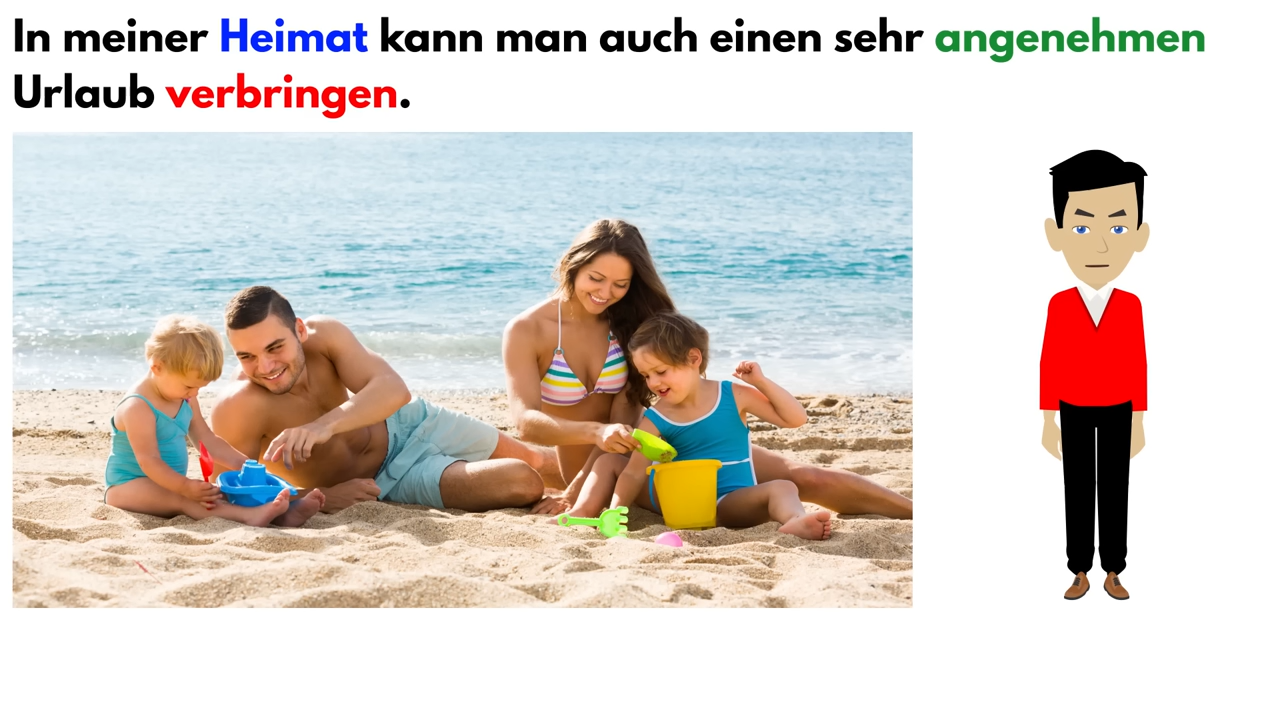 In meiner Heimat kann man auch einen sehr angenehmen
Urlaub verbringen.